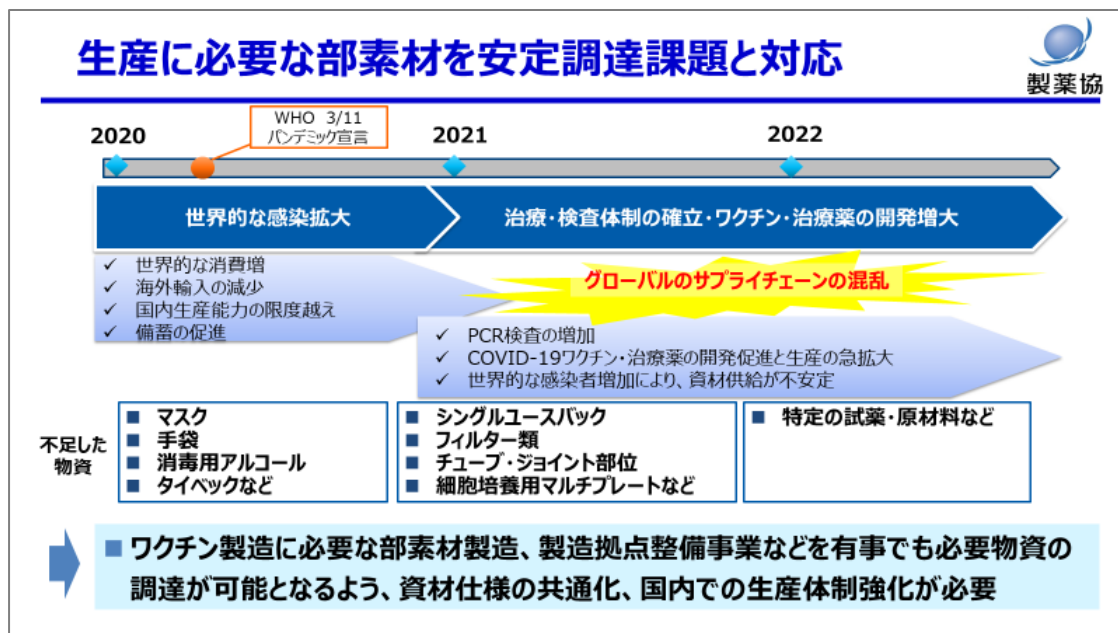 生産に必要な部素材を安定調達課題と対応
製薬協
WHO 3/11
パンデミック宣言
2020
2021
2022
世界的な感染拡大
治療・検査体制の確立・ワクチン・治療薬の開発増大
✓ 世界的な消費増
✓ 海外輸入の減少
✓ 国内生産能力の限度越え
✓ 備蓄の促進
グローバルのサプライチェーンの混乱
✓ PCR検査の増加
✓ COVID-19ワクチン・治療薬の開発促進と生産の急拡大
✓ 世界的な感染者増加により、資材供給が不安定
不足した
物資
■ マスク
■ 手袋
■ 消毒用アルコール
■ タイベックなど
■ シングルユースバック
■ フィルター類
■ チューブ・ジョイント部位
■ 細胞培養用マルチプレートなど
■ 特定の試薬・原材料など
■ ワクチン製造に必要な部素材製造、製造拠点整備事業などを有事でも必要物資の
調達が可能となるよう、資材仕様の共通化、国内での生産体制強化が必要